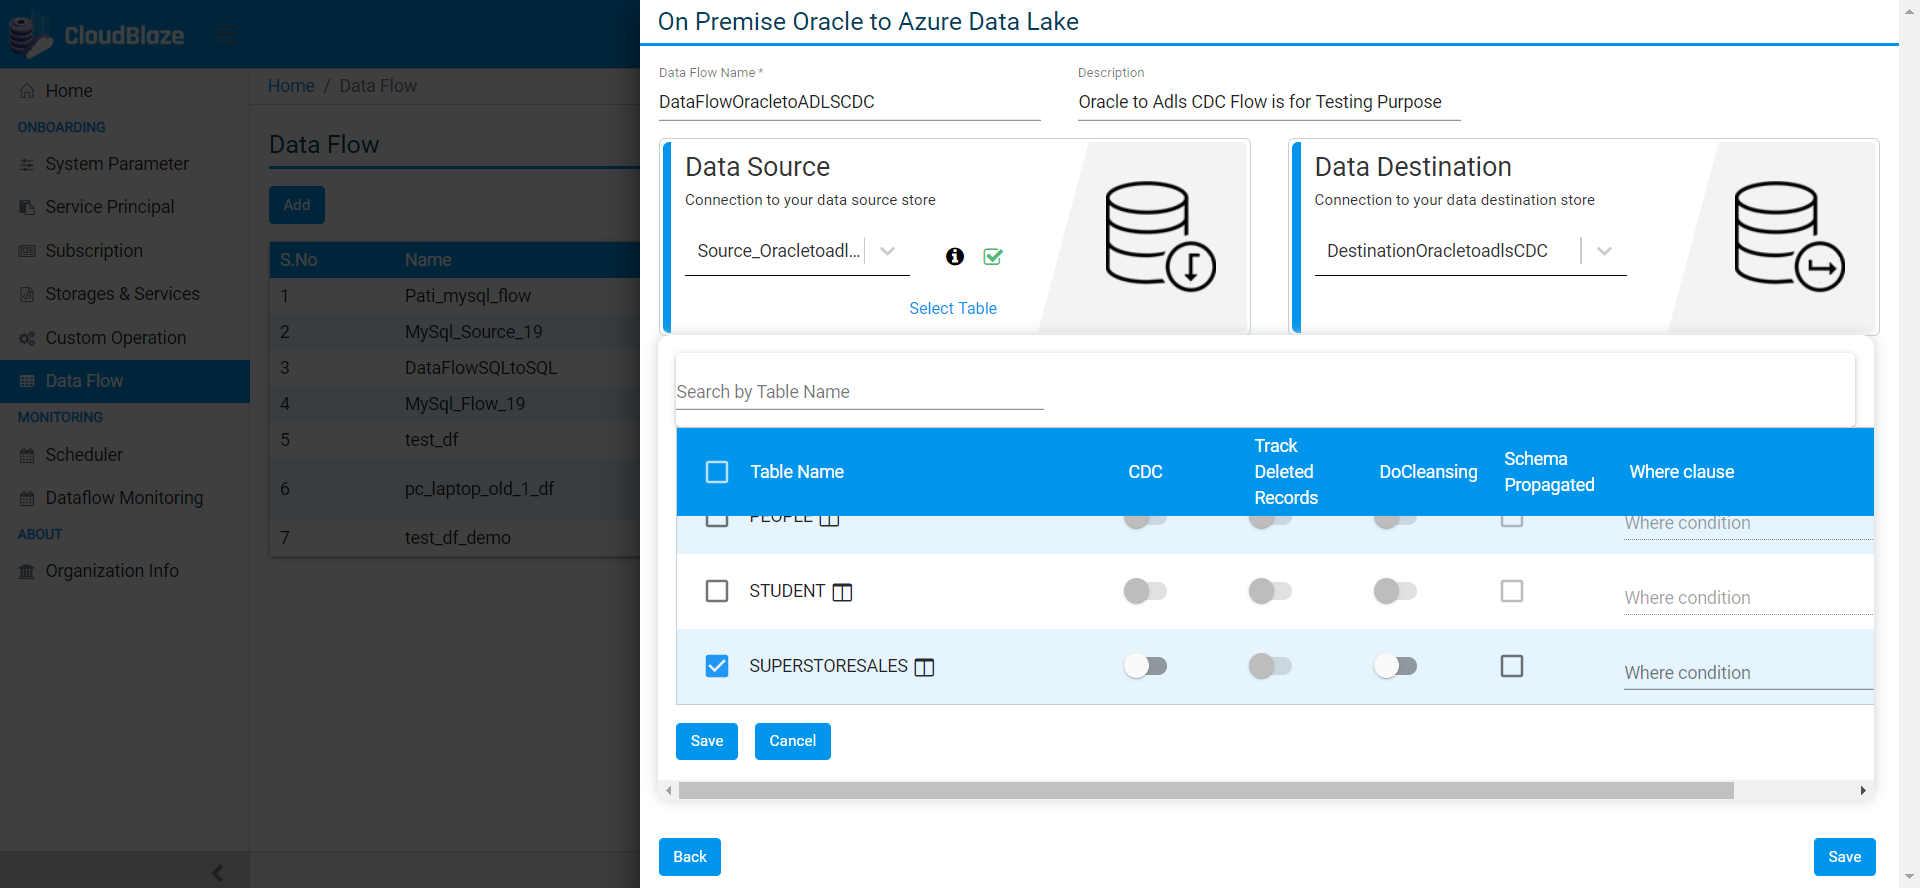 CloudBlaze
Home
ONBOARDING
System Parameter
Service Principal
Subscription
Storages & Services
Custom Operation
Data Flow
MONITORING
Scheduler
Dataflow Monitoring
ABOUT
Organization Info
Home / Data Flow
Data Flow
Add
S.No Name
1 Pati_mysql_flow
2 MySql_Source_19
3 DataFlowSQLtoSQL
4 MySql_Flow_19
5 test_df
6 pc_laptop_old_1_df
7 test_df_demo
On Premise Oracle to Azure Data Lake
Data Flow Name *
DataFlowOracletoADLSCDC
Description
Oracle to Adls CDC Flow is for Testing Purpose
Data Source
Connection to your data source store
Source_Oracletoadl...
Select Table
Data Destination
Connection to your data destination store
DestinationOracletoadlsCDC
Search by Table Name
Table Name
CDC
Track
Deleted
Records
DoCleansing
Schema
Propagated
Where clause
PEOPLE Where condition
STUDENT Where condition
SUPERSTORESALES Where condition
Save Cancel
Back Save